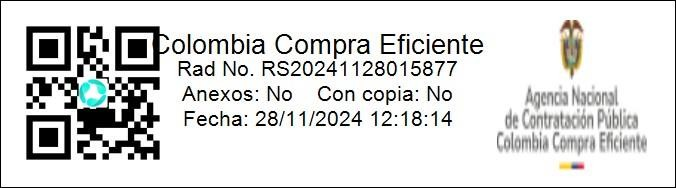 Colombia Compra Eficiente
Rad No. RS20241128015877
Anexos: No Con copia: No
Fecha: 28/11/2024 12:18:14
Agencia Nacional
de Contratación Pública
Colombia Compra Eficiente